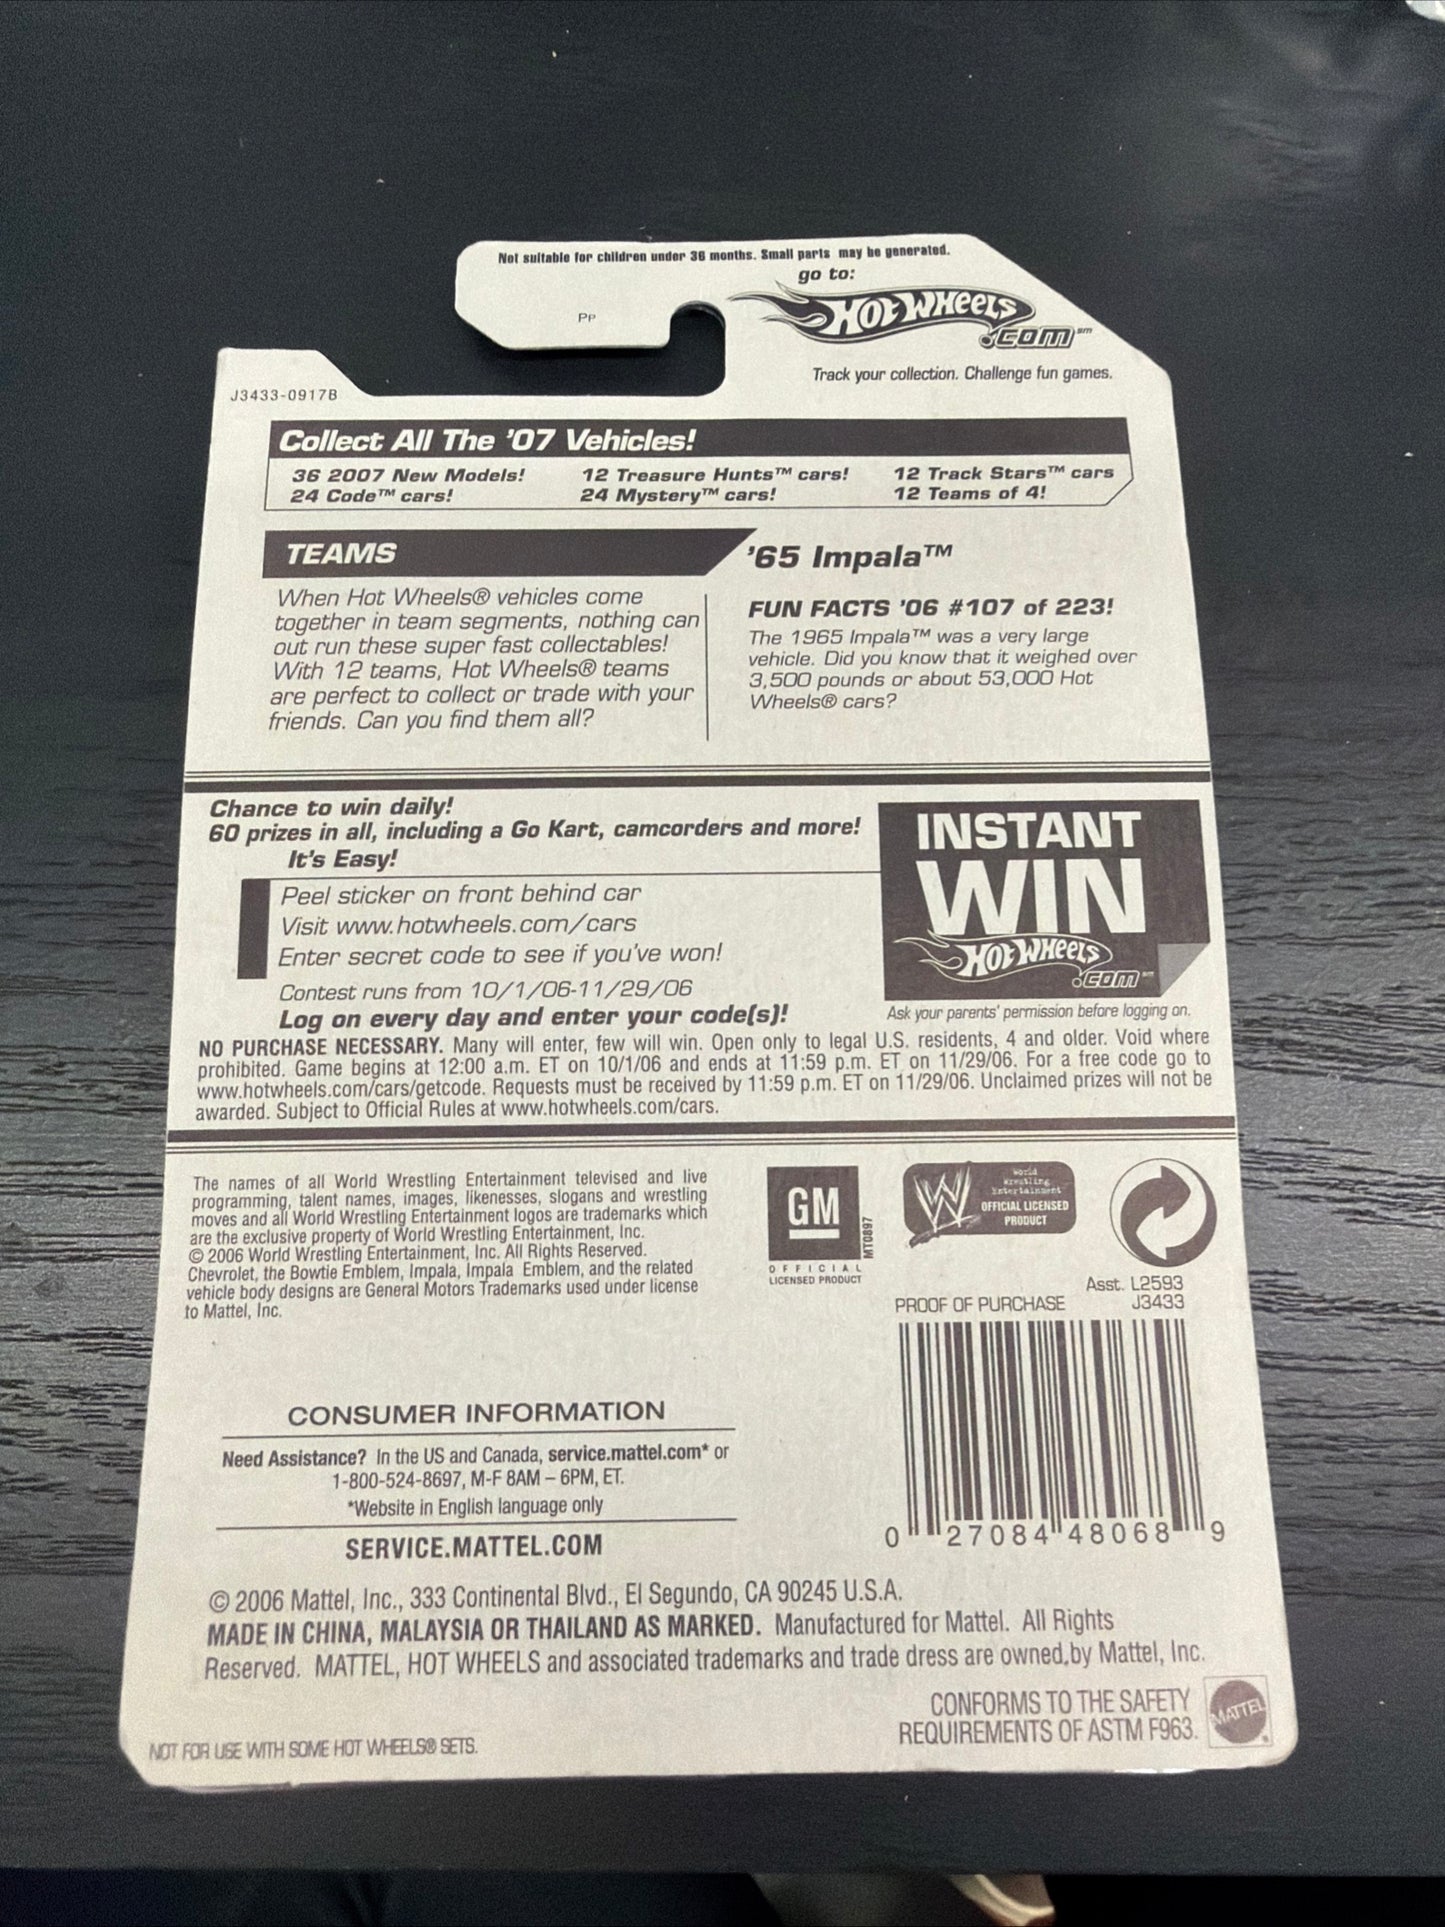 Not suitable for children under 36 months. Small parts may be generated.
go to:
PP
HOT WHEELS
.COM℠
Track your collection. Challenge fun games.
J3433-0917B
Collect All The '07 Vehicles!
36 2007 New Models! 12 Treasure Hunts™ cars! 12 Track Stars™ cars
24 Code™ cars! 24 Mystery™ cars! 12 Teams of 4!
TEAMS
When Hot Wheels® vehicles come
together in team segments, nothing can
out run these super fast collectables!
With 12 teams, Hot Wheels® teams
are perfect to collect or trade with your
friends. Can you find them all?
'65 Impala™
FUN FACTS '06 #107 of 223!
The 1965 Impala™ was a very large
vehicle. Did you know that it weighed over
3,500 pounds or about 53,000 Hot
Wheels® cars?
Chance to win daily!
60 prizes in all, including a Go Kart, camcorders and more!
It's Easy!
Peel sticker on front behind car
Visit www.hotwheels.com/cars
Enter secret code to see if you've won!
Contest runs from 10/1/06-11/29/06
Log on every day and enter your code(s)!
INSTANT
WIN
HOT WHEELS
.COM℠
Ask your parents' permission before logging on.
NO PURCHASE NECESSARY. Many will enter, few will win. Open only to legal U.S. residents, 4 and older. Void where
prohibited. Game begins at 12:00 a.m. ET on 10/1/06 and ends at 11:59 p.m. ET on 11/29/06. For a free code go to
www.hotwheels.com/cars/getcode. Requests must be received by 11:59 p.m. ET on 11/29/06. Unclaimed prizes will not be
awarded. Subject to Official Rules at www.hotwheels.com/cars.
The names of all World Wrestling Entertainment televised and live
programming, talent names, images, likenesses, slogans and wrestling
moves and all World Wrestling Entertainment logos are trademarks which
are the exclusive property of World Wrestling Entertainment, Inc.
© 2006 World Wrestling Entertainment, Inc. All Rights Reserved.
Chevrolet, the Bowtie Emblem, Impala, Impala Emblem, and the related
vehicle body designs are General Motors Trademarks used under license
to Mattel, Inc.
GM
MT0897
OFFICIAL
LICENSED PRODUCT
W
World
Wrestling
Entertainment
OFFICIAL LICENSED
PRODUCT
Asst. L2593
PROOF OF PURCHASE J3433
0 27084 48068 9
CONSUMER INFORMATION
Need Assistance? In the US and Canada, service.mattel.com* or
1-800-524-8697, M-F 8AM – 6PM, ET.
*Website in English language only
SERVICE.MATTEL.COM
© 2006 Mattel, Inc., 333 Continental Blvd., El Segundo, CA 90245 U.S.A.
MADE IN CHINA, MALAYSIA OR THAILAND AS MARKED. Manufactured for Mattel. All Rights
Reserved. MATTEL, HOT WHEELS and associated trademarks and trade dress are owned by Mattel, Inc.
CONFORMS TO THE SAFETY
REQUIREMENTS OF ASTM F963.
MATTEL
NOT FOR USE WITH SOME HOT WHEELS® SETS.